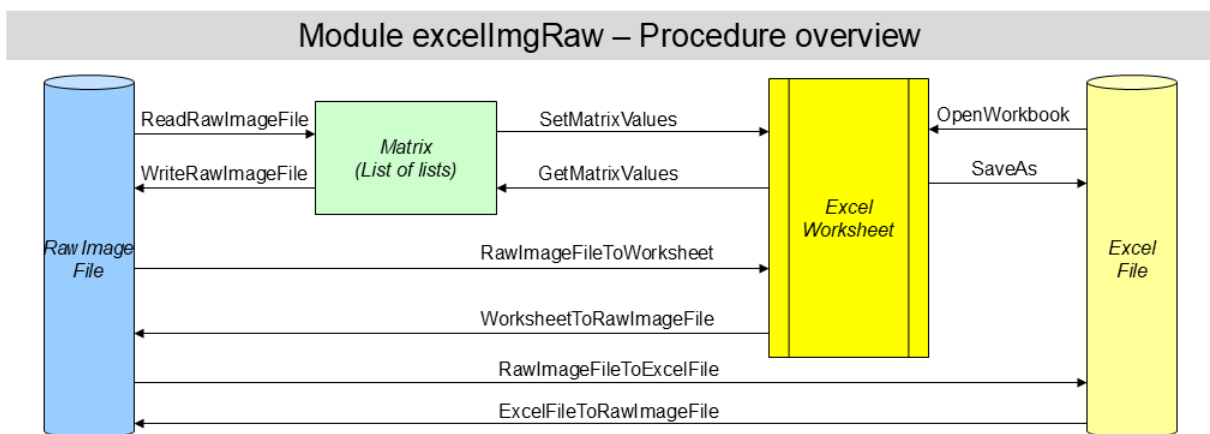 Module excelImgRaw – Procedure overview
ReadRawImageFile
SetMatrixValues
OpenWorkbook
Matrix
(List of lists)
WriteRawImageFile
GetMatrixValues
SaveAs
Raw Image
File
Excel
Worksheet
Excel
File
RawImageFileToWorksheet
WorksheetToRawImageFile
RawImageFileToExcelFile
ExcelFileToRawImageFile